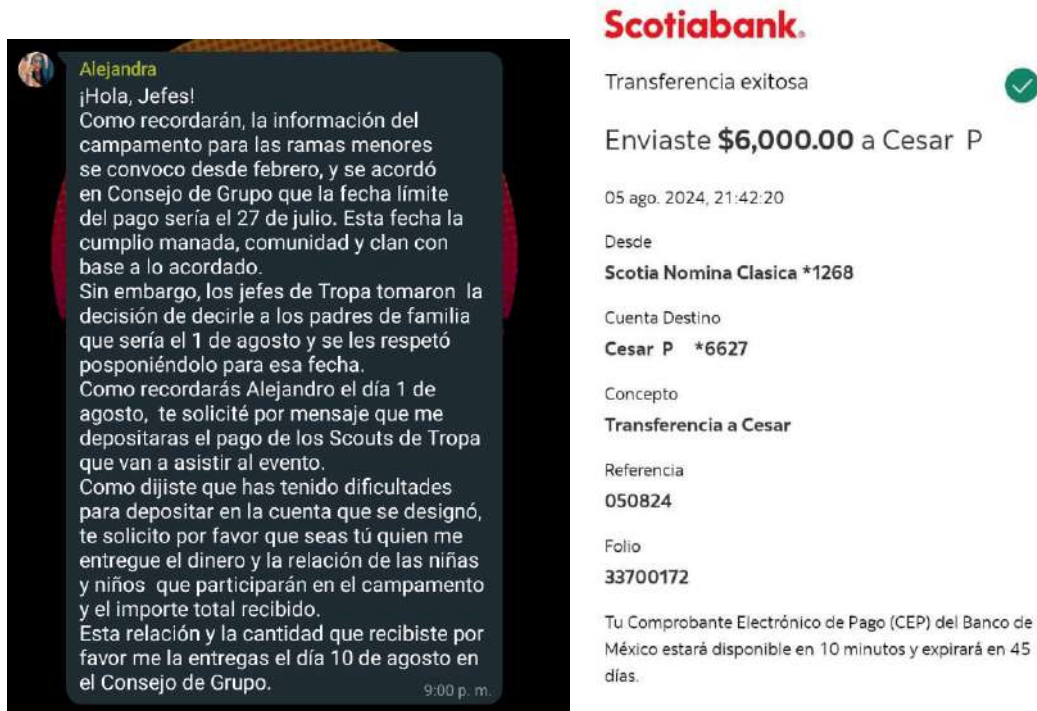 Alejandra
¡Hola, Jefes!
Como recordarán, la información del
campamento para las ramas menores
se convoco desde febrero, y se acordó
en Consejo de Grupo que la fecha límite
del pago sería el 27 de julio. Esta fecha la
cumplio manada, comunidad y clan con
base a lo acordado.
Sin embargo, los jefes de Tropa tomaron la
decisión de decirle a los padres de familia
que sería el 1 de agosto y se les respetó
posponiéndolo para esa fecha.
Como recordarás Alejandro el día 1 de
agosto, te solicité por mensaje que me
depositaras el pago de los Scouts de Tropa
que van a asistir al evento.
Como dijiste que has tenido dificultades
para depositar en la cuenta que se designó,
te solicito por favor que seas tú quien me
entregue el dinero y la relación de las niñas
y niños que participarán en el campamento
y el importe total recibido.
Esta relación y la cantidad que recibiste por
favor me la entregas el día 10 de agosto en
el Consejo de Grupo.
9:00 p. m.
Scotiabank.
Transferencia exitosa
Enviaste $6,000.00 a Cesar P
05 ago. 2024, 21:42:20
Desde
Scotia Nomina Clasica *1268
Cuenta Destino
Cesar P *6627
Concepto
Transferencia a Cesar
Referencia
050824
Folio
33700172
Tu Comprobante Electrónico de Pago (CEP) del Banco de
México estará disponible en 10 minutos y expirará en 45
días.